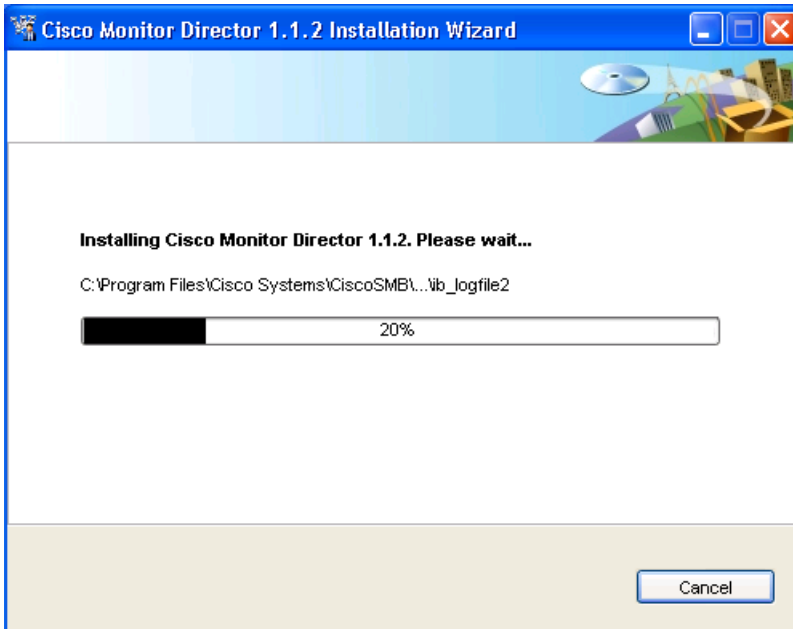 Cisco Monitor Director 1.1.2 Installation Wizard
Installing Cisco Monitor Director 1.1.2. Please wait...
C:\Program Files\Cisco Systems\CiscoSMB\...\ib_logfile2
20%
Cancel